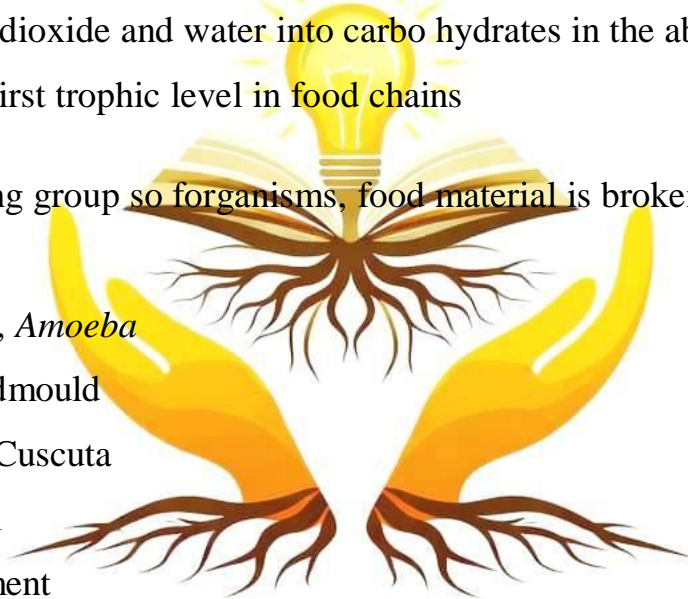 dioxide and water into carbo hydrates in the ab
irst trophic level in food chains
ng group so forganisms, food material is broken
, Amoeba
dmould
Cuscuta
nent